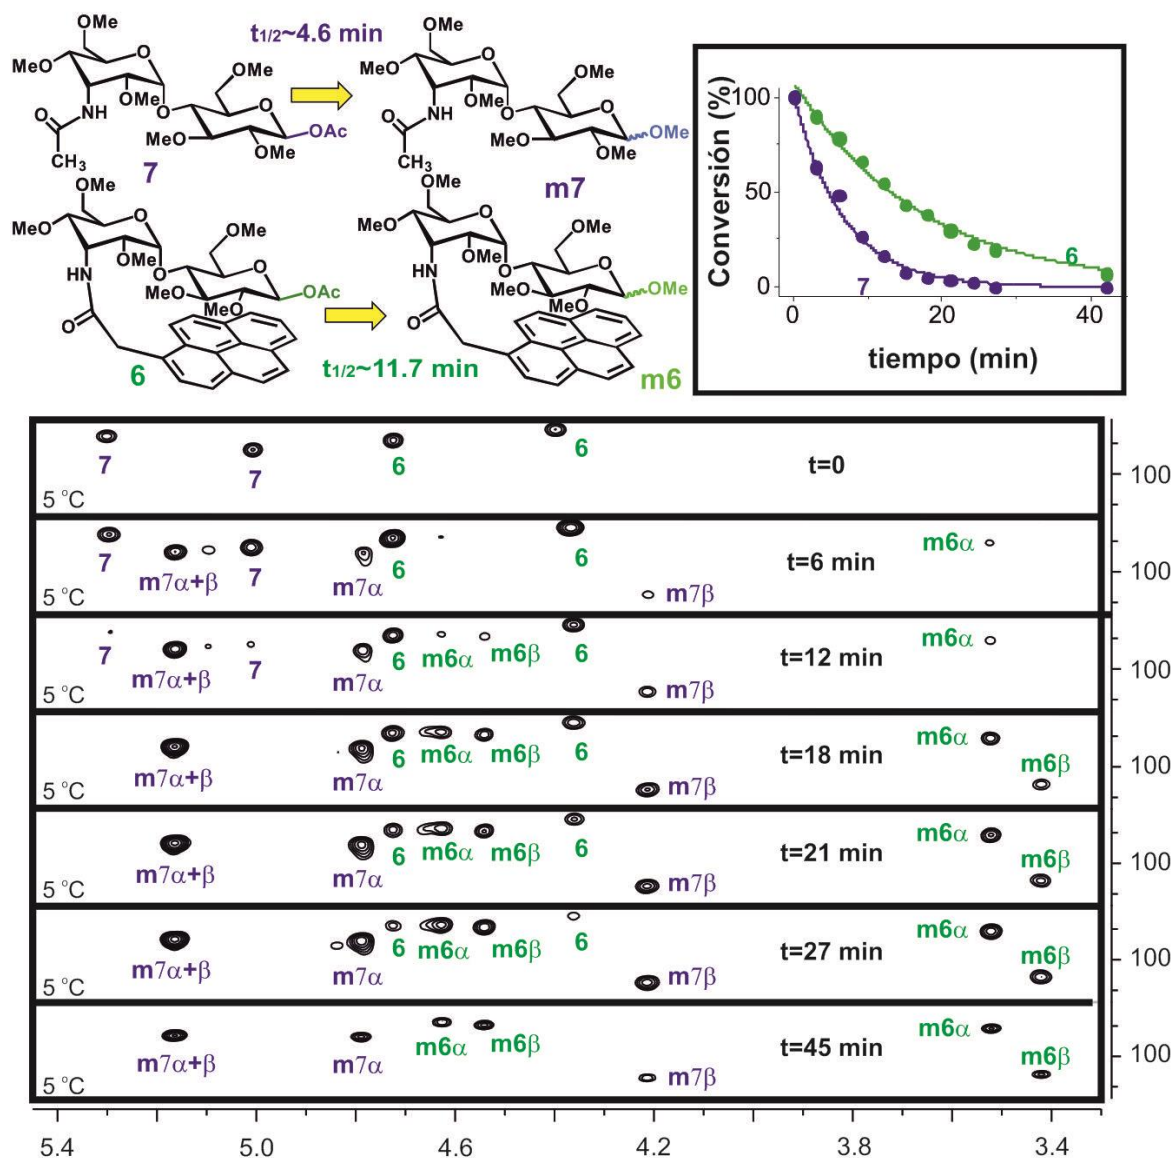 t1/2~4.6 min
OMe
MeO
O
OMe
NH
OMe
O
O
O
MeO
OMe
OAc
CH3
7
OMe
MeO
O
OMe
NH
OMe
O
O
O
MeO
OMe
OMe
CH3
m7
OMe
MeO
O
OMe
NH
OMe
O
O
O
MeO
OMe
OAc
6
t1/2~11.7 min
OMe
MeO
O
OMe
NH
OMe
O
O
O
MeO
OMe
OMe
m6
Conversión (%)
100
50
0
7
6
0 20 40
tiempo (min)
7 7 6 6 t=0
5 °C
100
7 m7α+β 7 m7α 6 6 m7β t=6 min m6α
5 °C
100
7 m7α+β 7 m7α 6 m6α m6β 6 m7β t=12 min m6α
5 °C
100
m7α+β m7α 6 m6α m6β 6 m7β t=18 min m6α m6β
5 °C
100
m7α+β m7α 6 m6α m6β 6 m7β t=21 min m6α m6β
5 °C
100
m7α+β m7α 6 m6α m6β 6 m7β t=27 min m6α m6β
5 °C
100
m7α+β m7α m6α m6β m7β t=45 min m6α m6β
5 °C
100
5.4 5.0 4.6 4.2 3.8 3.4